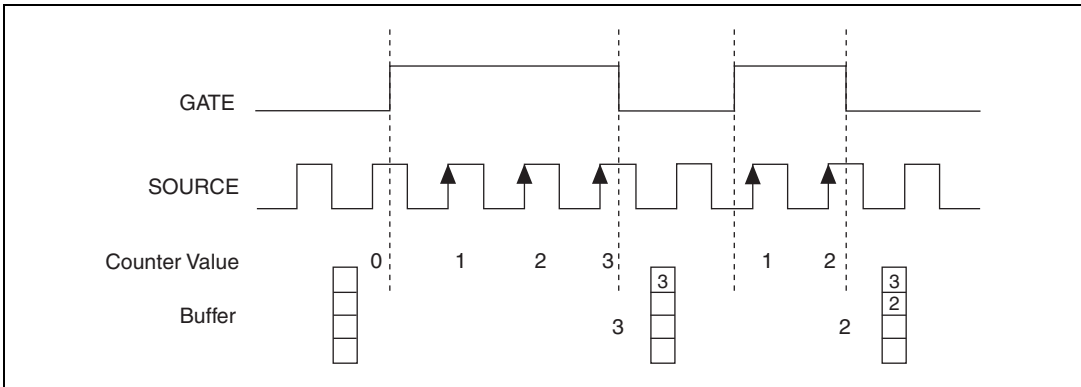 GATE
SOURCE
Counter Value 0 1 2 3 1 2
3 3
2
Buffer 3 2